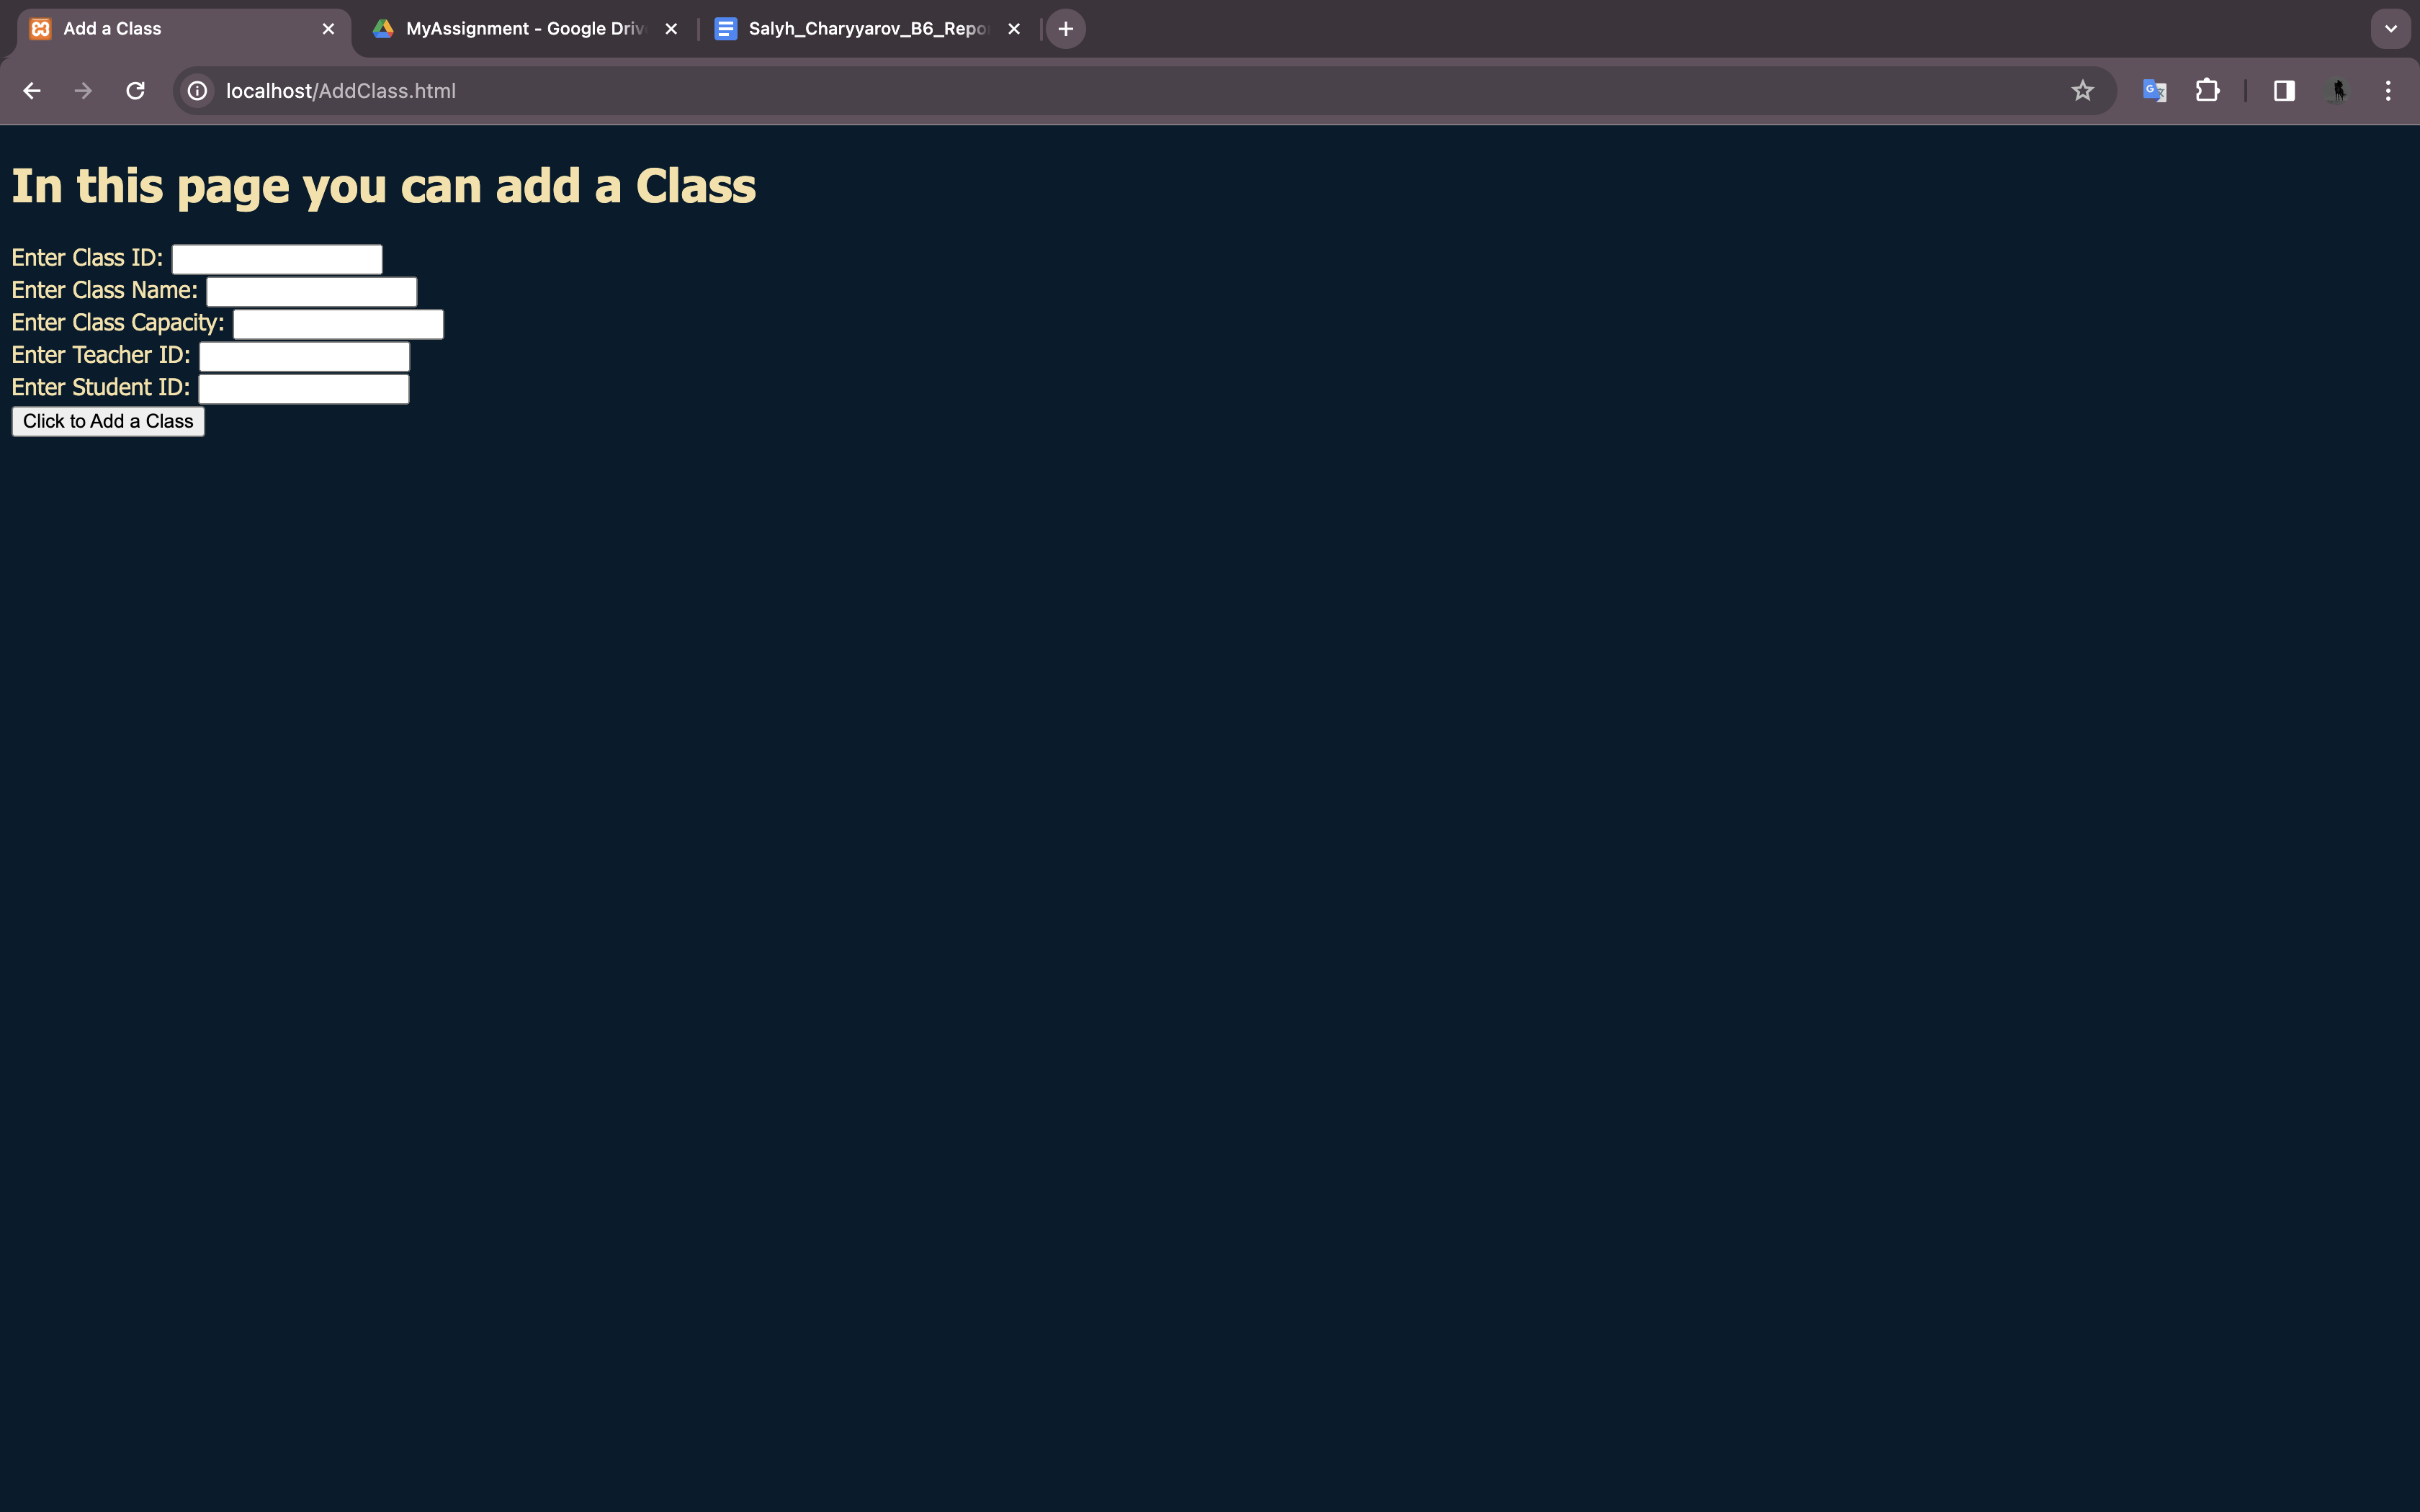 Add a Class
MyAssignment - Google Driv
Salyh_Charyyarov_B6_Repo
localhost/AddClass.html
In this page you can add a Class
Enter Class ID:
Enter Class Name:
Enter Class Capacity:
Enter Teacher ID:
Enter Student ID:
Click to Add a Class